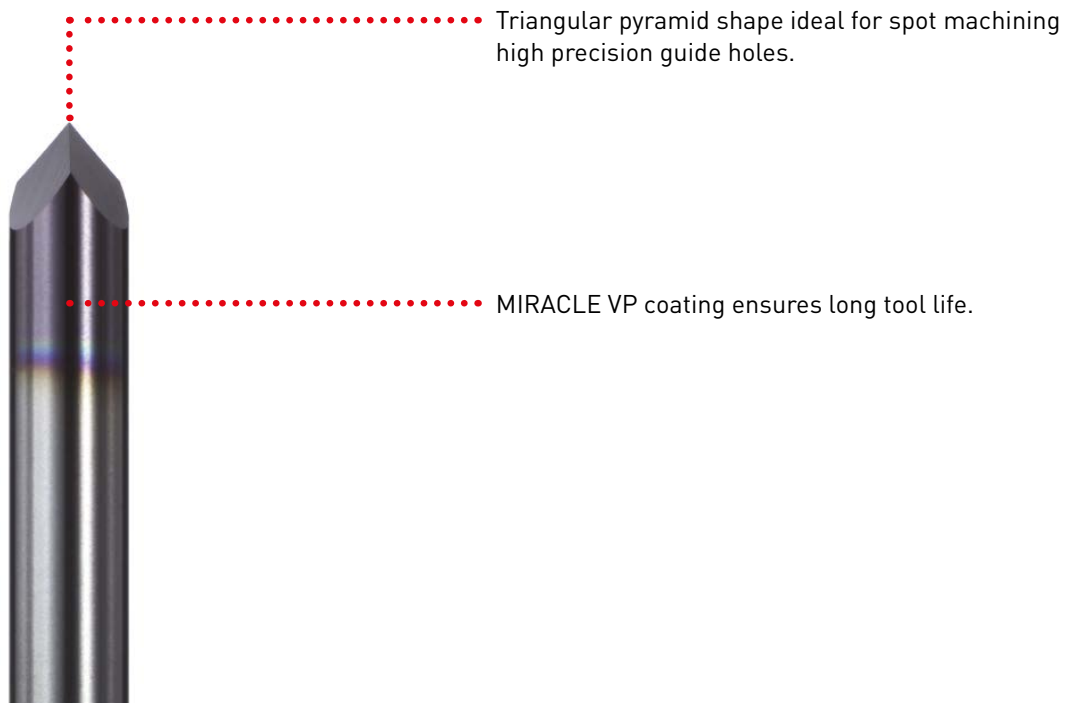 Triangular pyramid shape ideal for spot machining
high precision guide holes.
MIRACLE VP coating ensures long tool life.